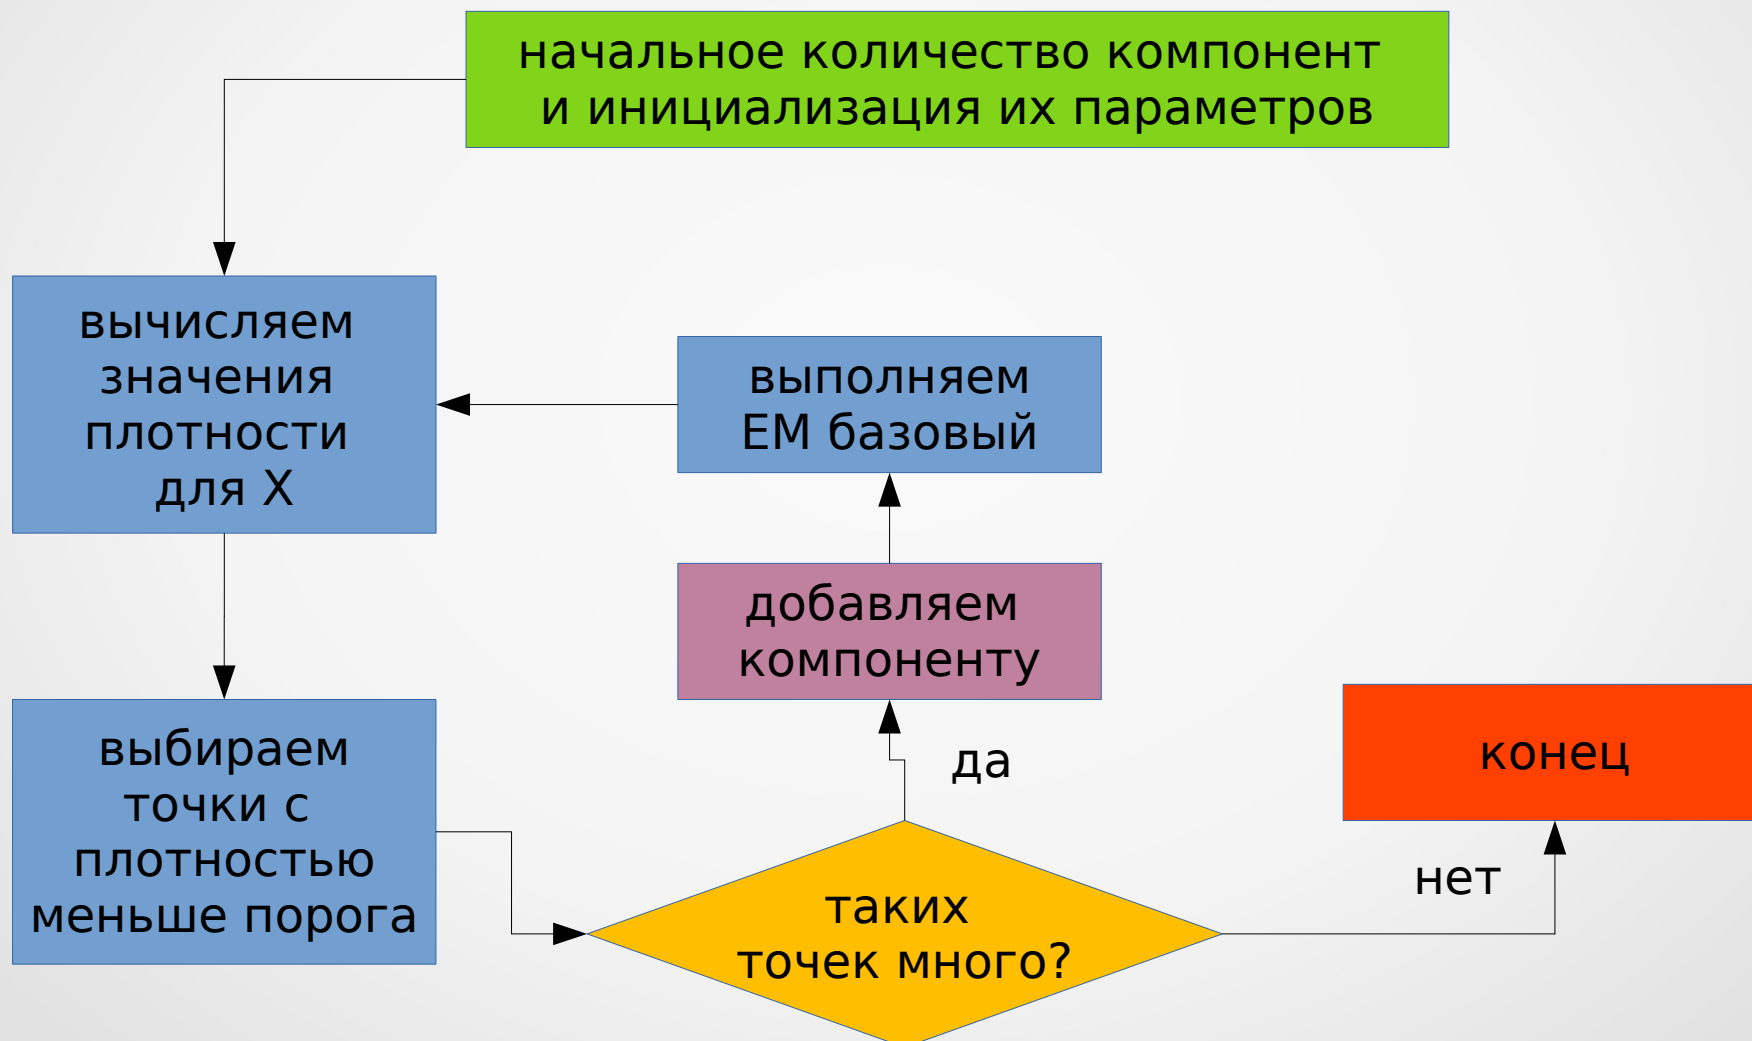 начальное количество компонент
и инициализация их параметров
вычисляем
значения
плотности
для X
выполняем
ЕМ базовый
добавляем
компоненту
выбираем
точки с
плотностью
меньше порога
да
конец
нет
таких
точек много?